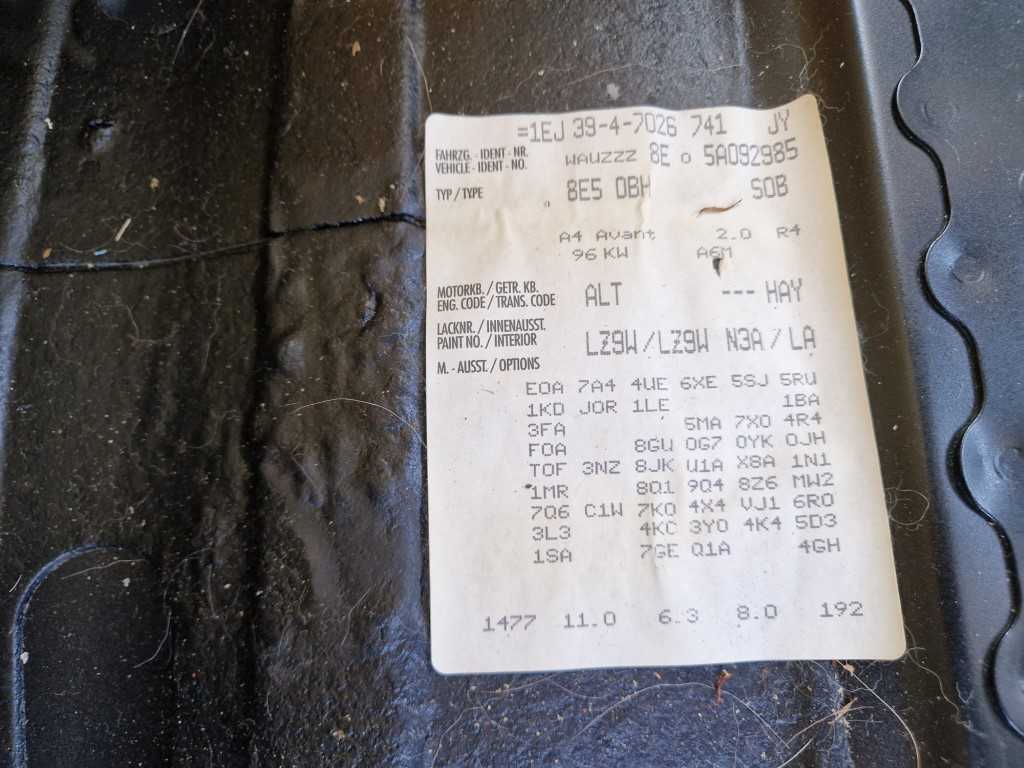 =1EJ 39-4-7026 741 JY
FAHRZG. - IDENT - NR.
VEHICLE - IDENT - NO.
WAUZZZ 8E 0 5A092985
TYP / TYPE 8E5 0BH S0B
A4 Avant 2.0 R4
96 KW A6M
MOTORKB. / GETR. KB.
ENG. CODE / TRANS. CODE
ALT --- HAY
LACKNR. / INNENAUSST.
PAINT NO. / INTERIOR
LZ9W/LZ9W N3A / LA
M. - AUSST. / OPTIONS
E0A 7A4 4UE 6XE 5SJ 5RU
1KD J0R 1LE 1BA
3FA 5MA 7X0 4R4
F0A 8GU 0G7 0YK 0JH
T0F 3NZ 8JK U1A X8A 1N1
1MR 8Q1 9Q4 8Z6 MW2
7Q6 C1W 7K0 4X4 VJ1 6R0
3L3 4KC 3Y0 4K4 5D3
1SA 7GE Q1A 4GH
1477 11.0 6.3 8.0 192